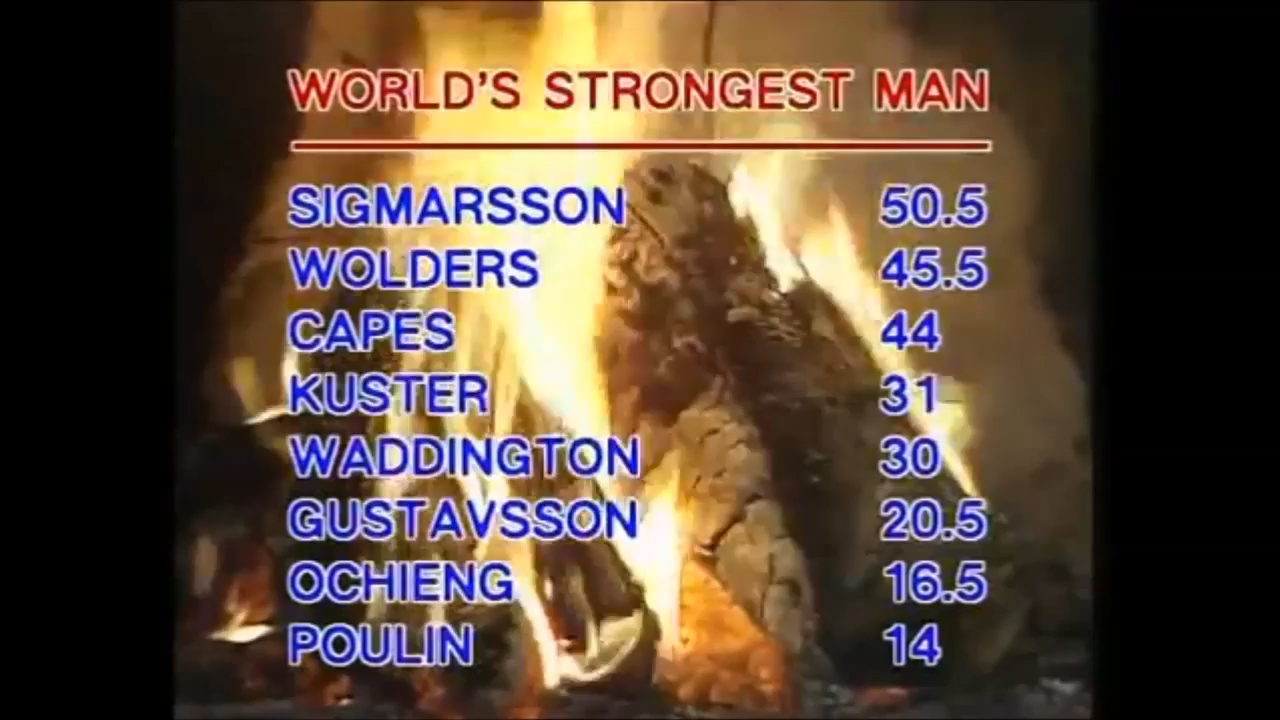 WORLD'S STRONGEST MAN
SIGMARSSON 50.5
WOLDERS 45.5
CAPES 44
KUSTER 31
WADDINGTON 30
GUSTAVSSON 20.5
OCHIENG 16.5
POULIN 14